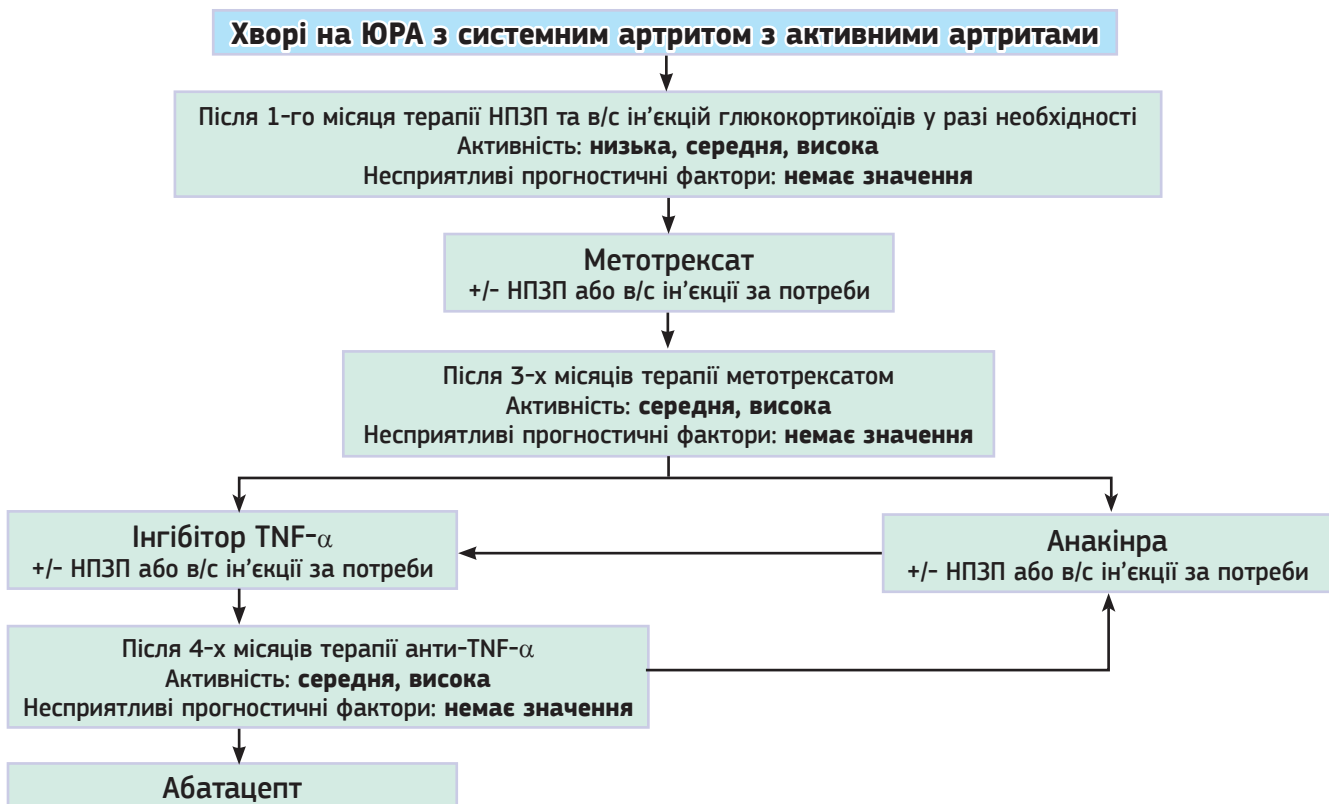 Хворі на ЮРА з системним артритом з активними артритами
Після 1-го місяця терапії НПЗП та в/с ін’єкцій глюкокортикоїдів у разі необхідності
Активність: низька, середня, висока
Несприятливі прогностичні фактори: немає значення
Метотрексат
+/- НПЗП або в/с ін’єкції за потреби
Після 3-х місяців терапії метотрексатом
Активність: середня, висока
Несприятливі прогностичні фактори: немає значення
Інгібітор TNF-α
+/- НПЗП або в/с ін’єкції за потреби
Анакінра
+/- НПЗП або в/с ін’єкції за потреби
Після 4-х місяців терапії анти-TNF-α
Активність: середня, висока
Несприятливі прогностичні фактори: немає значення
Абатацепт